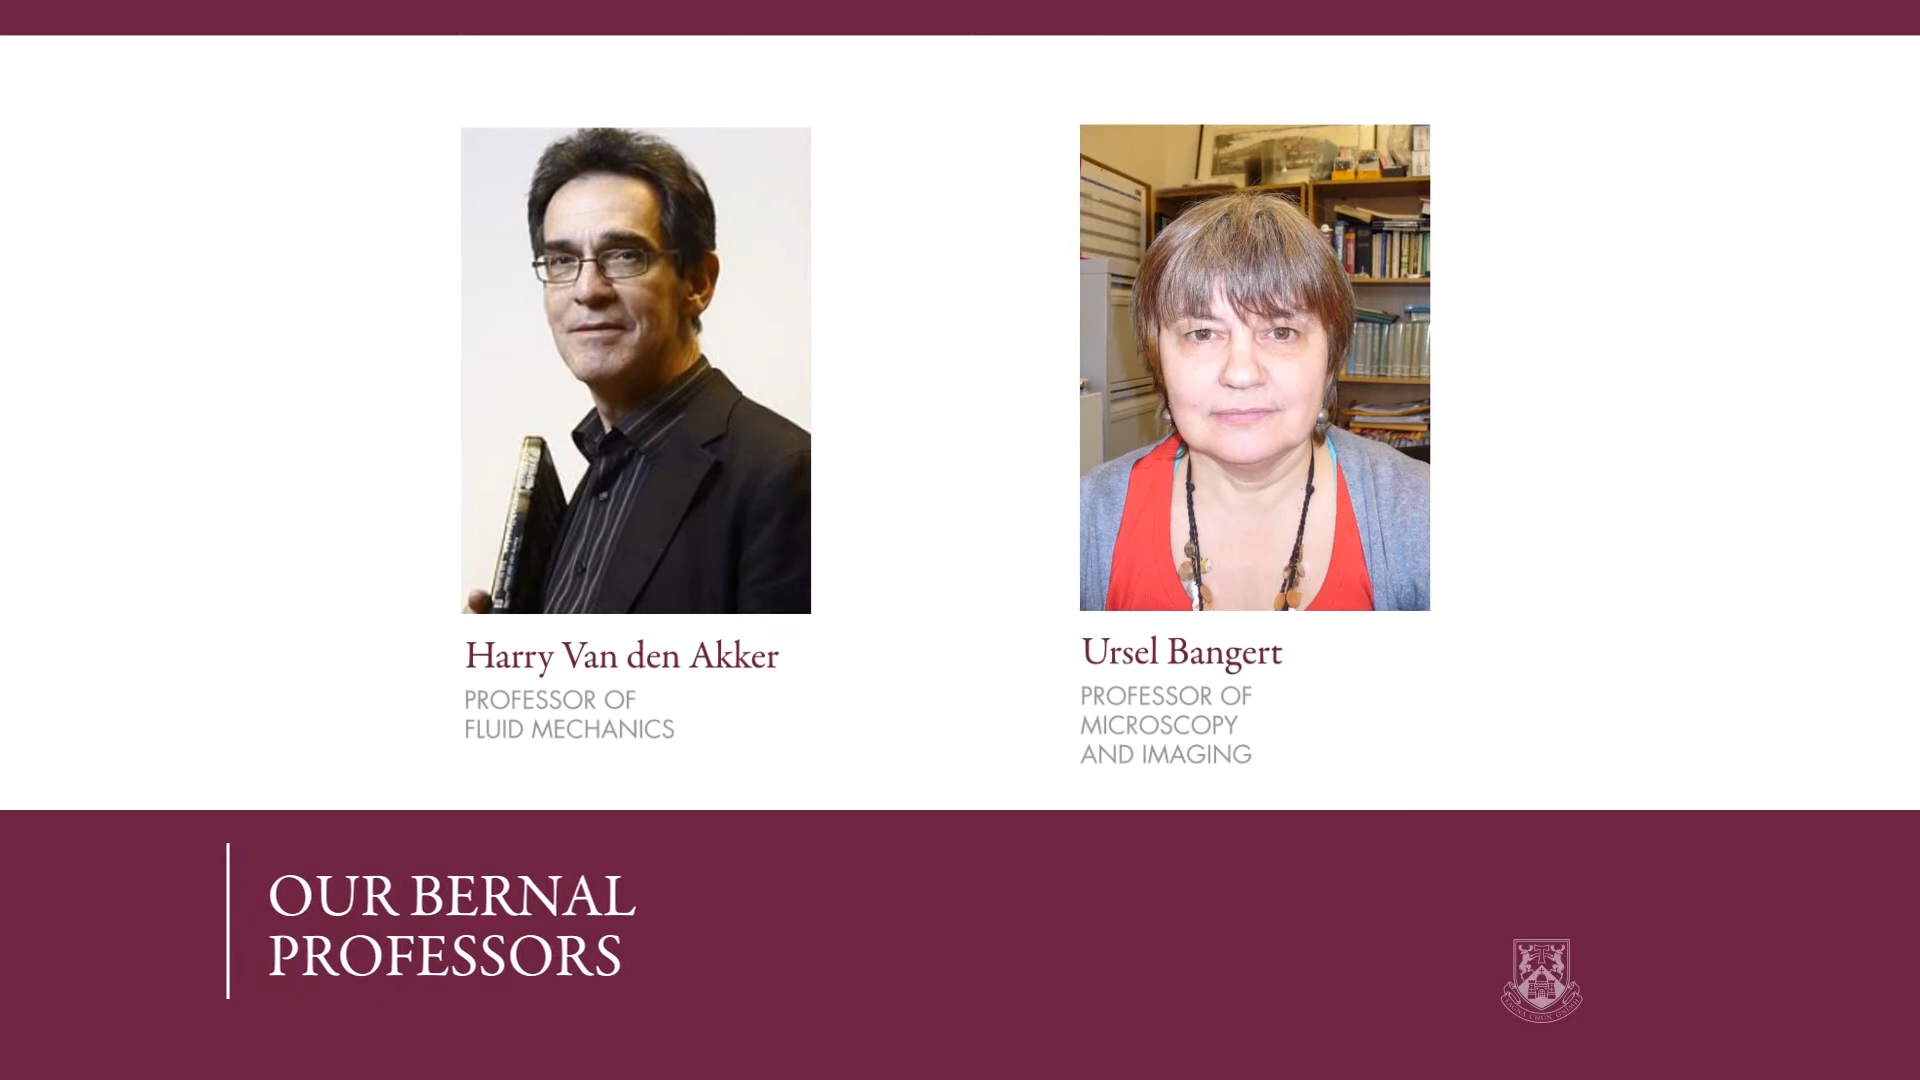 Harry Van den Akker
PROFESSOR OF
FLUID MECHANICS
Ursel Bangert
PROFESSOR OF
MICROSCOPY
AND IMAGING
OUR BERNAL
PROFESSORS